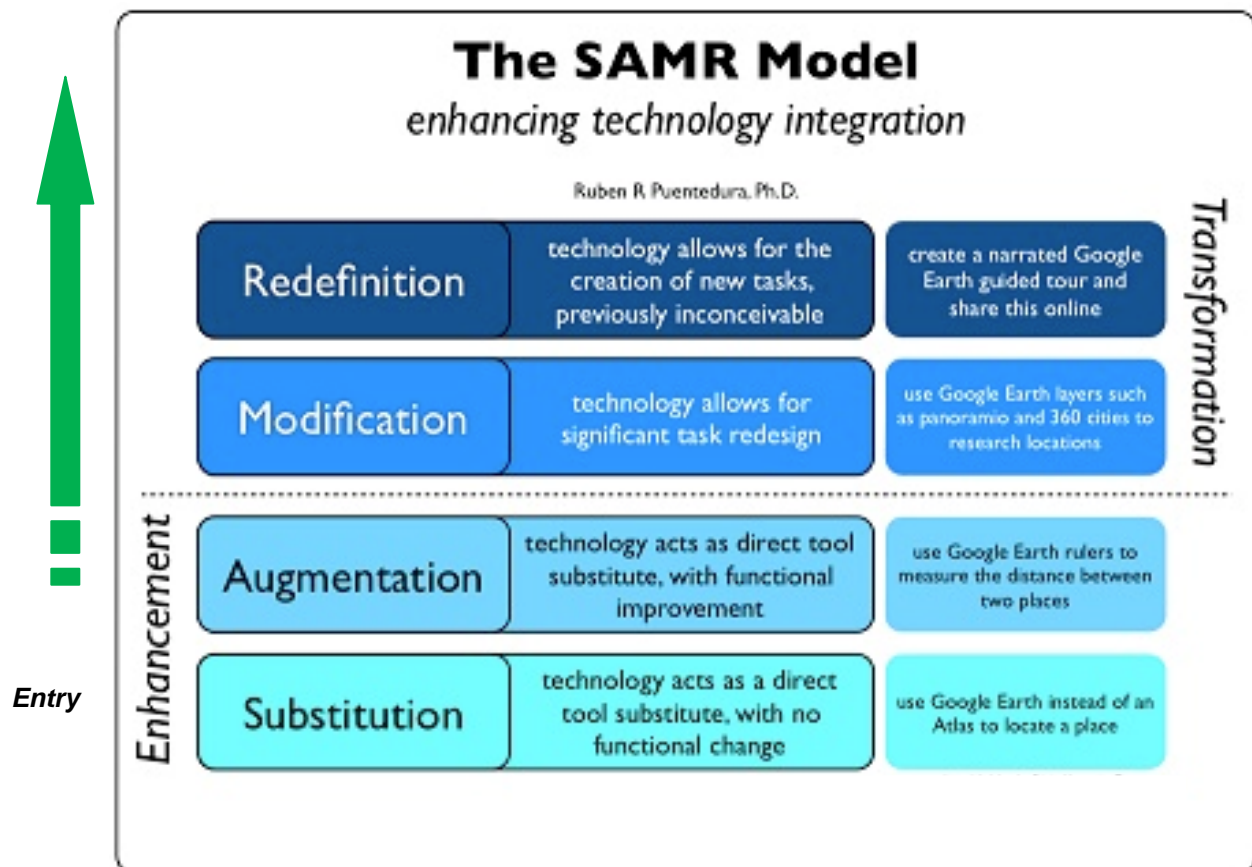 The SAMR Model
enhancing technology integration
Ruben R Puentedura, Ph.D.
Transformation
Redefinition
technology allows for the
creation of new tasks,
previously inconceivable
create a narrated Google
Earth guided tour and
share this online
Modification
technology allows for
significant task redesign
use Google Earth layers such
as panoramio and 360 cities to
research locations
Enhancement
Augmentation
technology acts as direct tool
substitute, with functional
improvement
use Google Earth rulers to
measure the distance between
two places
Entry
Substitution
technology acts as a direct
tool substitute, with no
functional change
use Google Earth instead of an
Atlas to locate a place